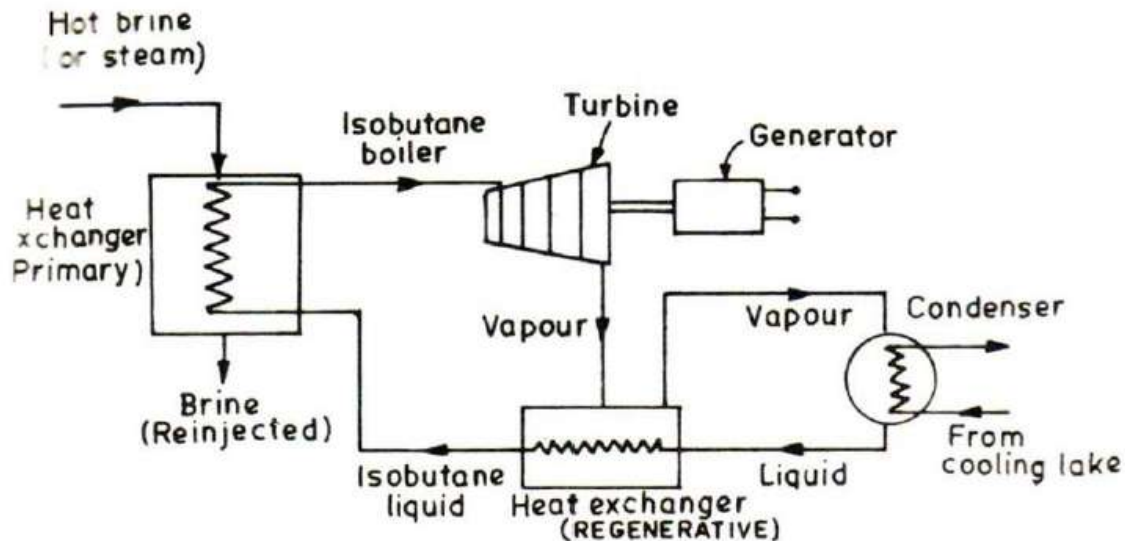 Hot brine
(or steam)
Isobutane
boiler
Turbine
Generator
Heat
xchanger
Primary)
Vapour
Vapour
Condenser
Brine
(Reinjected)
Isobutane
liquid
Heat exchanger
(REGENERATIVE)
Liquid
From
cooling lake